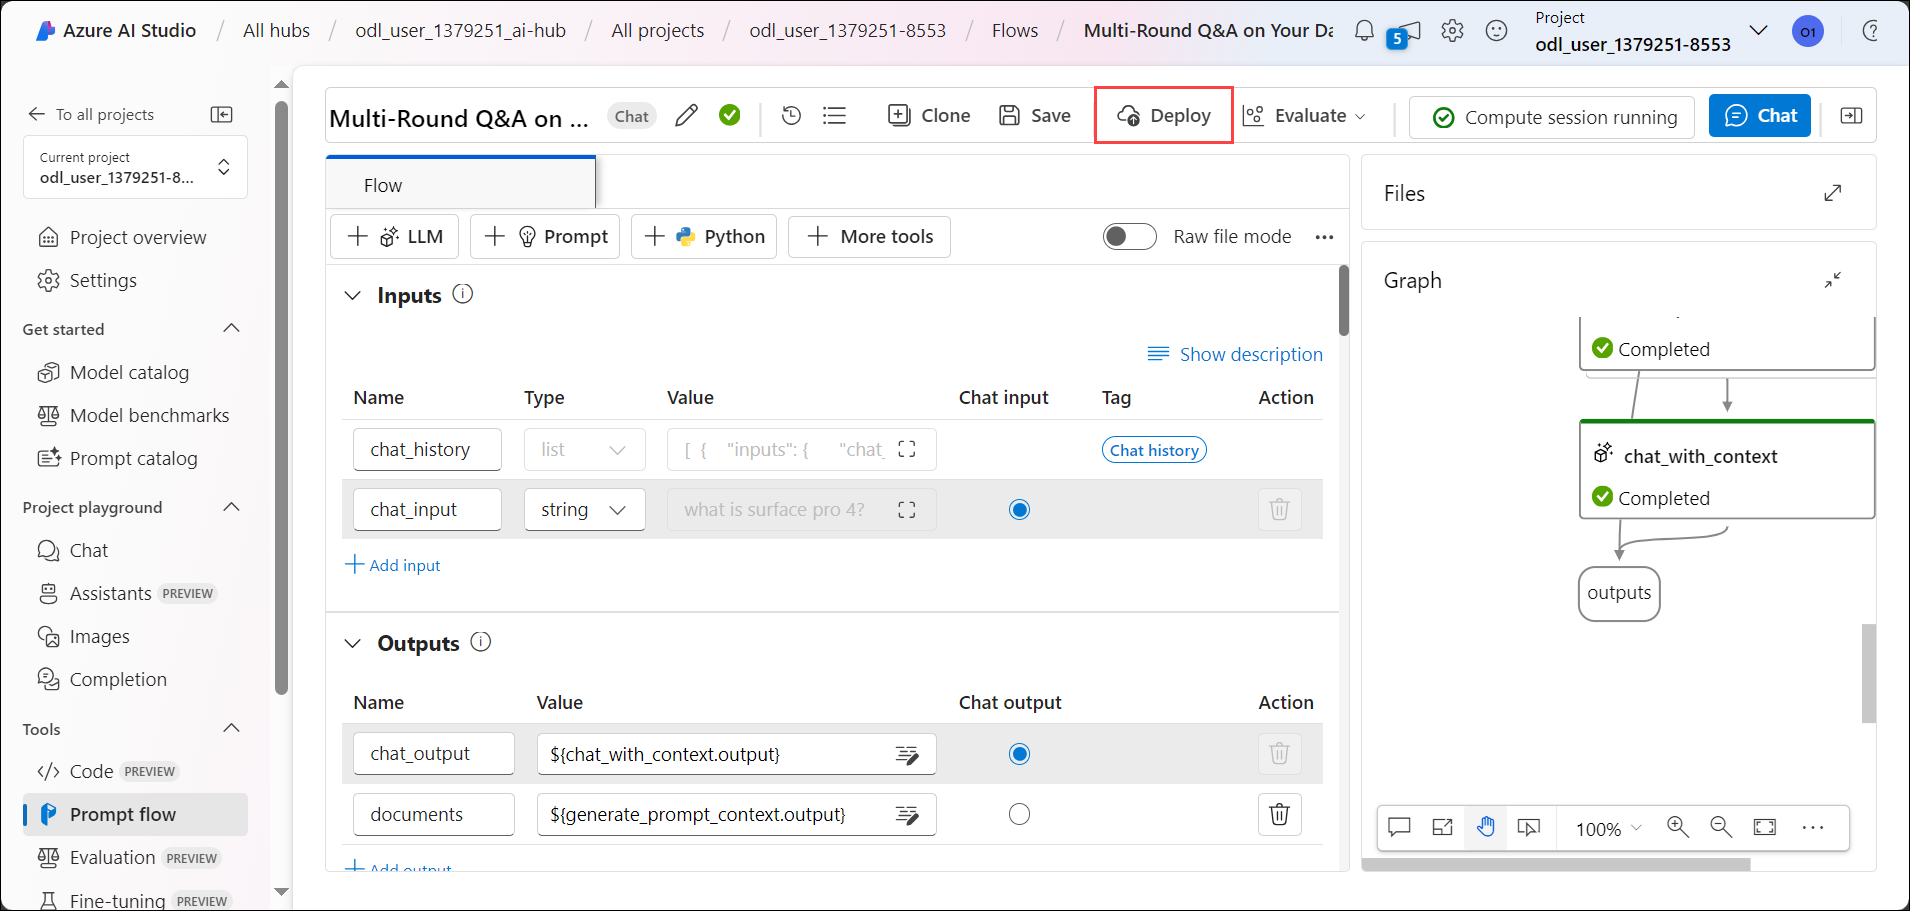 Azure AI Studio / All hubs / odl_user_1379251_ai-hub / All projects / odl_user_1379251-8553 / Flows / Multi-Round Q&A on Your Da
5
Project
odl_user_1379251-8553
O1
To all projects
Current project
odl_user_1379251-8...
Project overview
Settings
Get started
Model catalog
Model benchmarks
Prompt catalog
Project playground
Chat
Assistants PREVIEW
Images
Completion
Tools
Code PREVIEW
Prompt flow
Evaluation PREVIEW
Fine-tuning PREVIEW
Multi-Round Q&A on ... Chat
Clone Save Deploy Evaluate Compute session running Chat
Flow
LLM Prompt Python More tools Raw file mode
Inputs
Show description
Name Type Value Chat input Tag Action
chat_history list [ { "inputs": { "chat_ Chat history
chat_input string what is surface pro 4?
Add input
Outputs
Name Value Chat output Action
chat_output ${chat_with_context.output}
documents ${generate_prompt_context.output}
Add output
Files
Graph
Completed
chat_with_context
Completed
outputs
100%